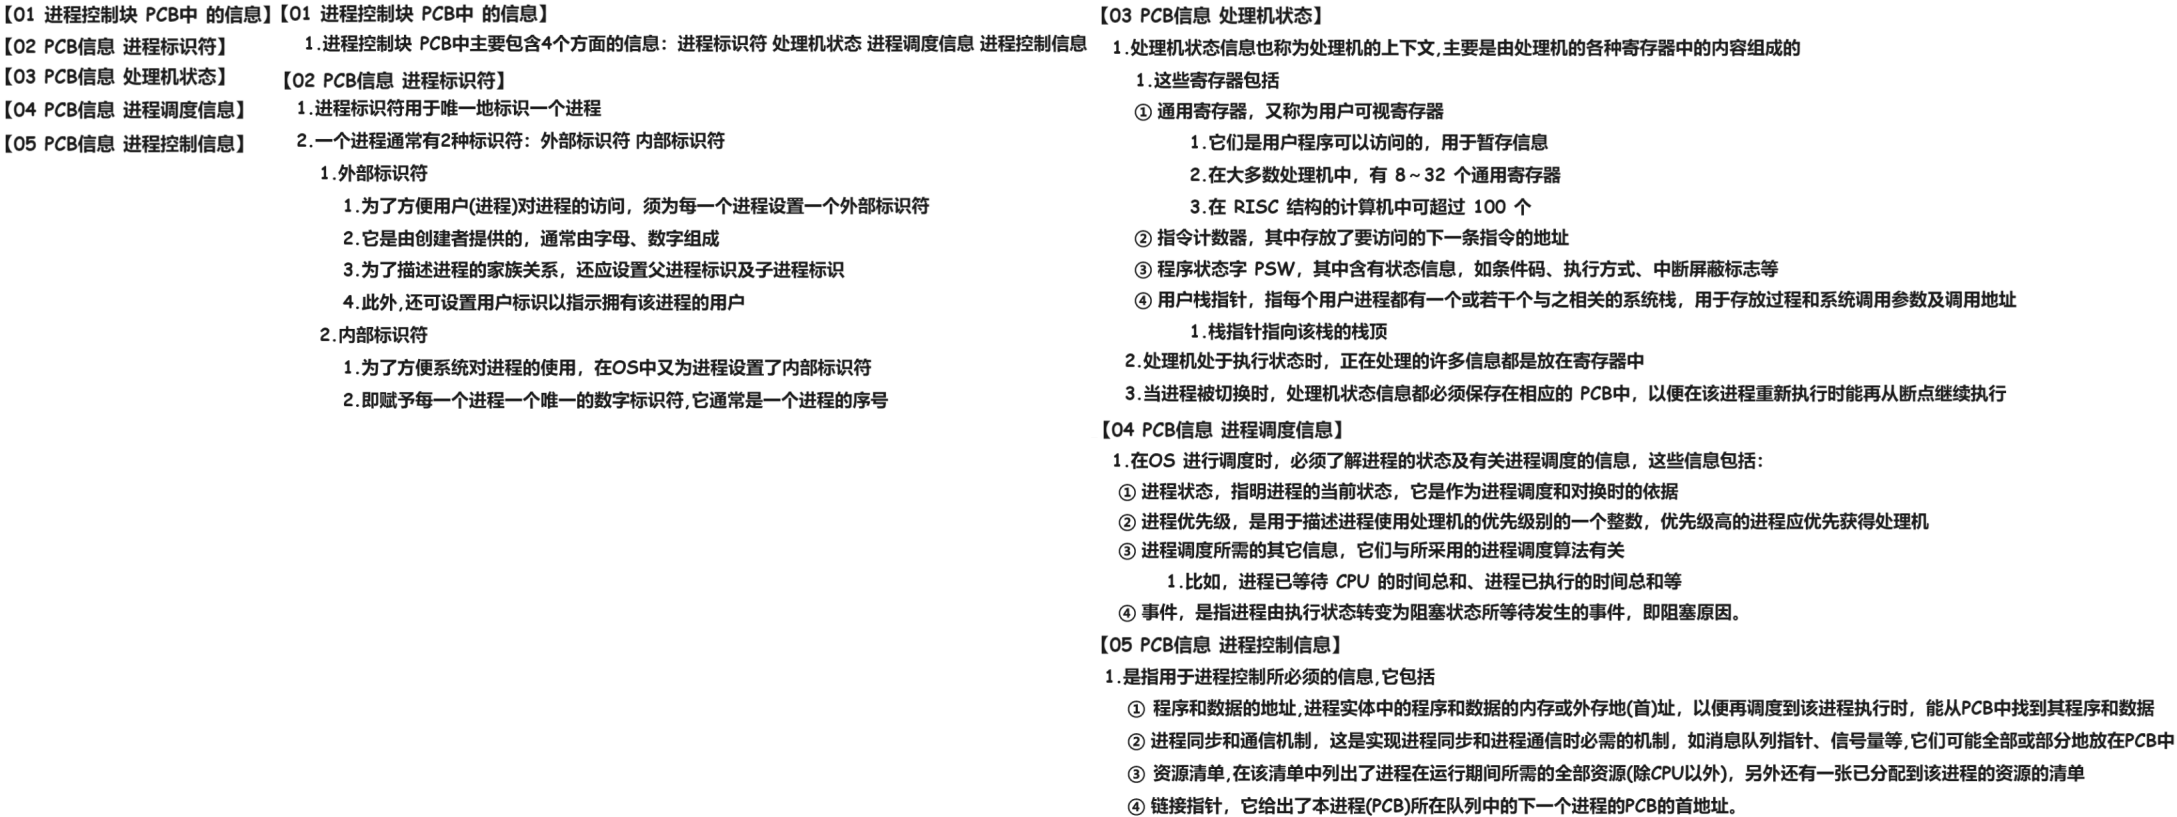 【01 进程控制块 PCB中 的信息】
【02 PCB信息 进程标识符】
【03 PCB信息 处理机状态】
【04 PCB信息 进程调度信息】
【05 PCB信息 进程控制信息】
【01 进程控制块 PCB中 的信息】
1.进程控制块 PCB中主要包含4个方面的信息：进程标识符 处理机状态 进程调度信息 进程控制信息
【02 PCB信息 进程标识符】
1.进程标识符用于唯一地标识一个进程
2.一个进程通常有2种标识符：外部标识符 内部标识符
1.外部标识符
1.为了方便用户(进程)对进程的访问，须为每一个进程设置一个外部标识符
2.它是由创建者提供的，通常由字母、数字组成
3.为了描述进程的家族关系，还应设置父进程标识及子进程标识
4.此外,还可设置用户标识以指示拥有该进程的用户
2.内部标识符
1.为了方便系统对进程的使用，在OS中又为进程设置了内部标识符
2.即赋予每一个进程一个唯一的数字标识符,它通常是一个进程的序号
【03 PCB信息 处理机状态】
1.处理机状态信息也称为处理机的上下文,主要是由处理机的各种寄存器中的内容组成的
1.这些寄存器包括
① 通用寄存器，又称为用户可视寄存器
1.它们是用户程序可以访问的，用于暂存信息
2.在大多数处理机中，有 8～32 个通用寄存器
3.在 RISC 结构的计算机中可超过 100 个
② 指令计数器，其中存放了要访问的下一条指令的地址
③ 程序状态字 PSW，其中含有状态信息，如条件码、执行方式、中断屏蔽标志等
④ 用户栈指针，指每个用户进程都有一个或若干个与之相关的系统栈，用于存放过程和系统调用参数及调用地址
1.栈指针指向该栈的栈顶
2.处理机处于执行状态时，正在处理的许多信息都是放在寄存器中
3.当进程被切换时，处理机状态信息都必须保存在相应的 PCB中，以便在该进程重新执行时能再从断点继续执行
【04 PCB信息 进程调度信息】
1.在OS 进行调度时，必须了解进程的状态及有关进程调度的信息，这些信息包括：
① 进程状态，指明进程的当前状态，它是作为进程调度和对换时的依据
② 进程优先级，是用于描述进程使用处理机的优先级别的一个整数，优先级高的进程应优先获得处理机
③ 进程调度所需的其它信息，它们与所采用的进程调度算法有关
1.比如，进程已等待 CPU 的时间总和、进程已执行的时间总和等
④ 事件，是指进程由执行状态转变为阻塞状态所等待发生的事件，即阻塞原因。
【05 PCB信息 进程控制信息】
1.是指用于进程控制所必须的信息,它包括
① 程序和数据的地址,进程实体中的程序和数据的内存或外存地(首)址，以便再调度到该进程执行时，能从PCB中找到其程序和数据
② 进程同步和通信机制，这是实现进程同步和进程通信时必需的机制，如消息队列指针、信号量等,它们可能全部或部分地放在PCB中
③ 资源清单,在该清单中列出了进程在运行期间所需的全部资源(除CPU以外)，另外还有一张已分配到该进程的资源的清单
④ 链接指针，它给出了本进程(PCB)所在队列中的下一个进程的PCB的首地址。